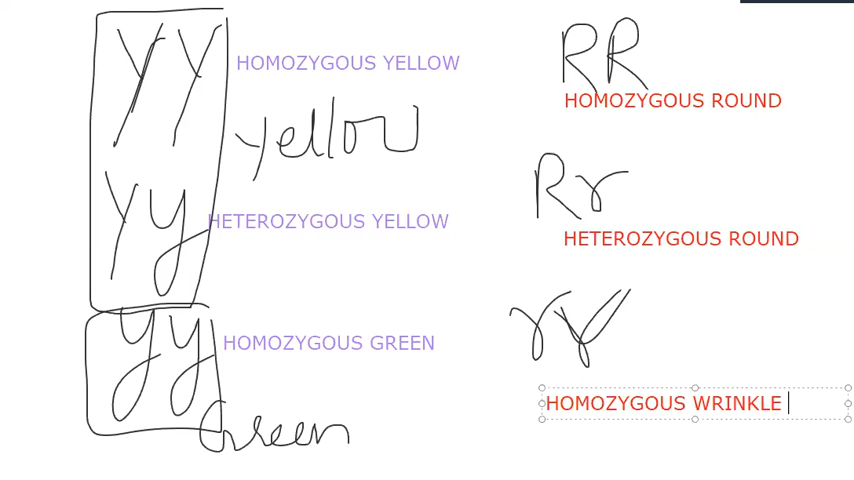 YY
HOMOZYGOUS YELLOW
yellow
Yy
HETEROZYGOUS YELLOW
yy
HOMOZYGOUS GREEN
Green
RR
HOMOZYGOUS ROUND
Rr
HETEROZYGOUS ROUND
rr
HOMOZYGOUS WRINKLE